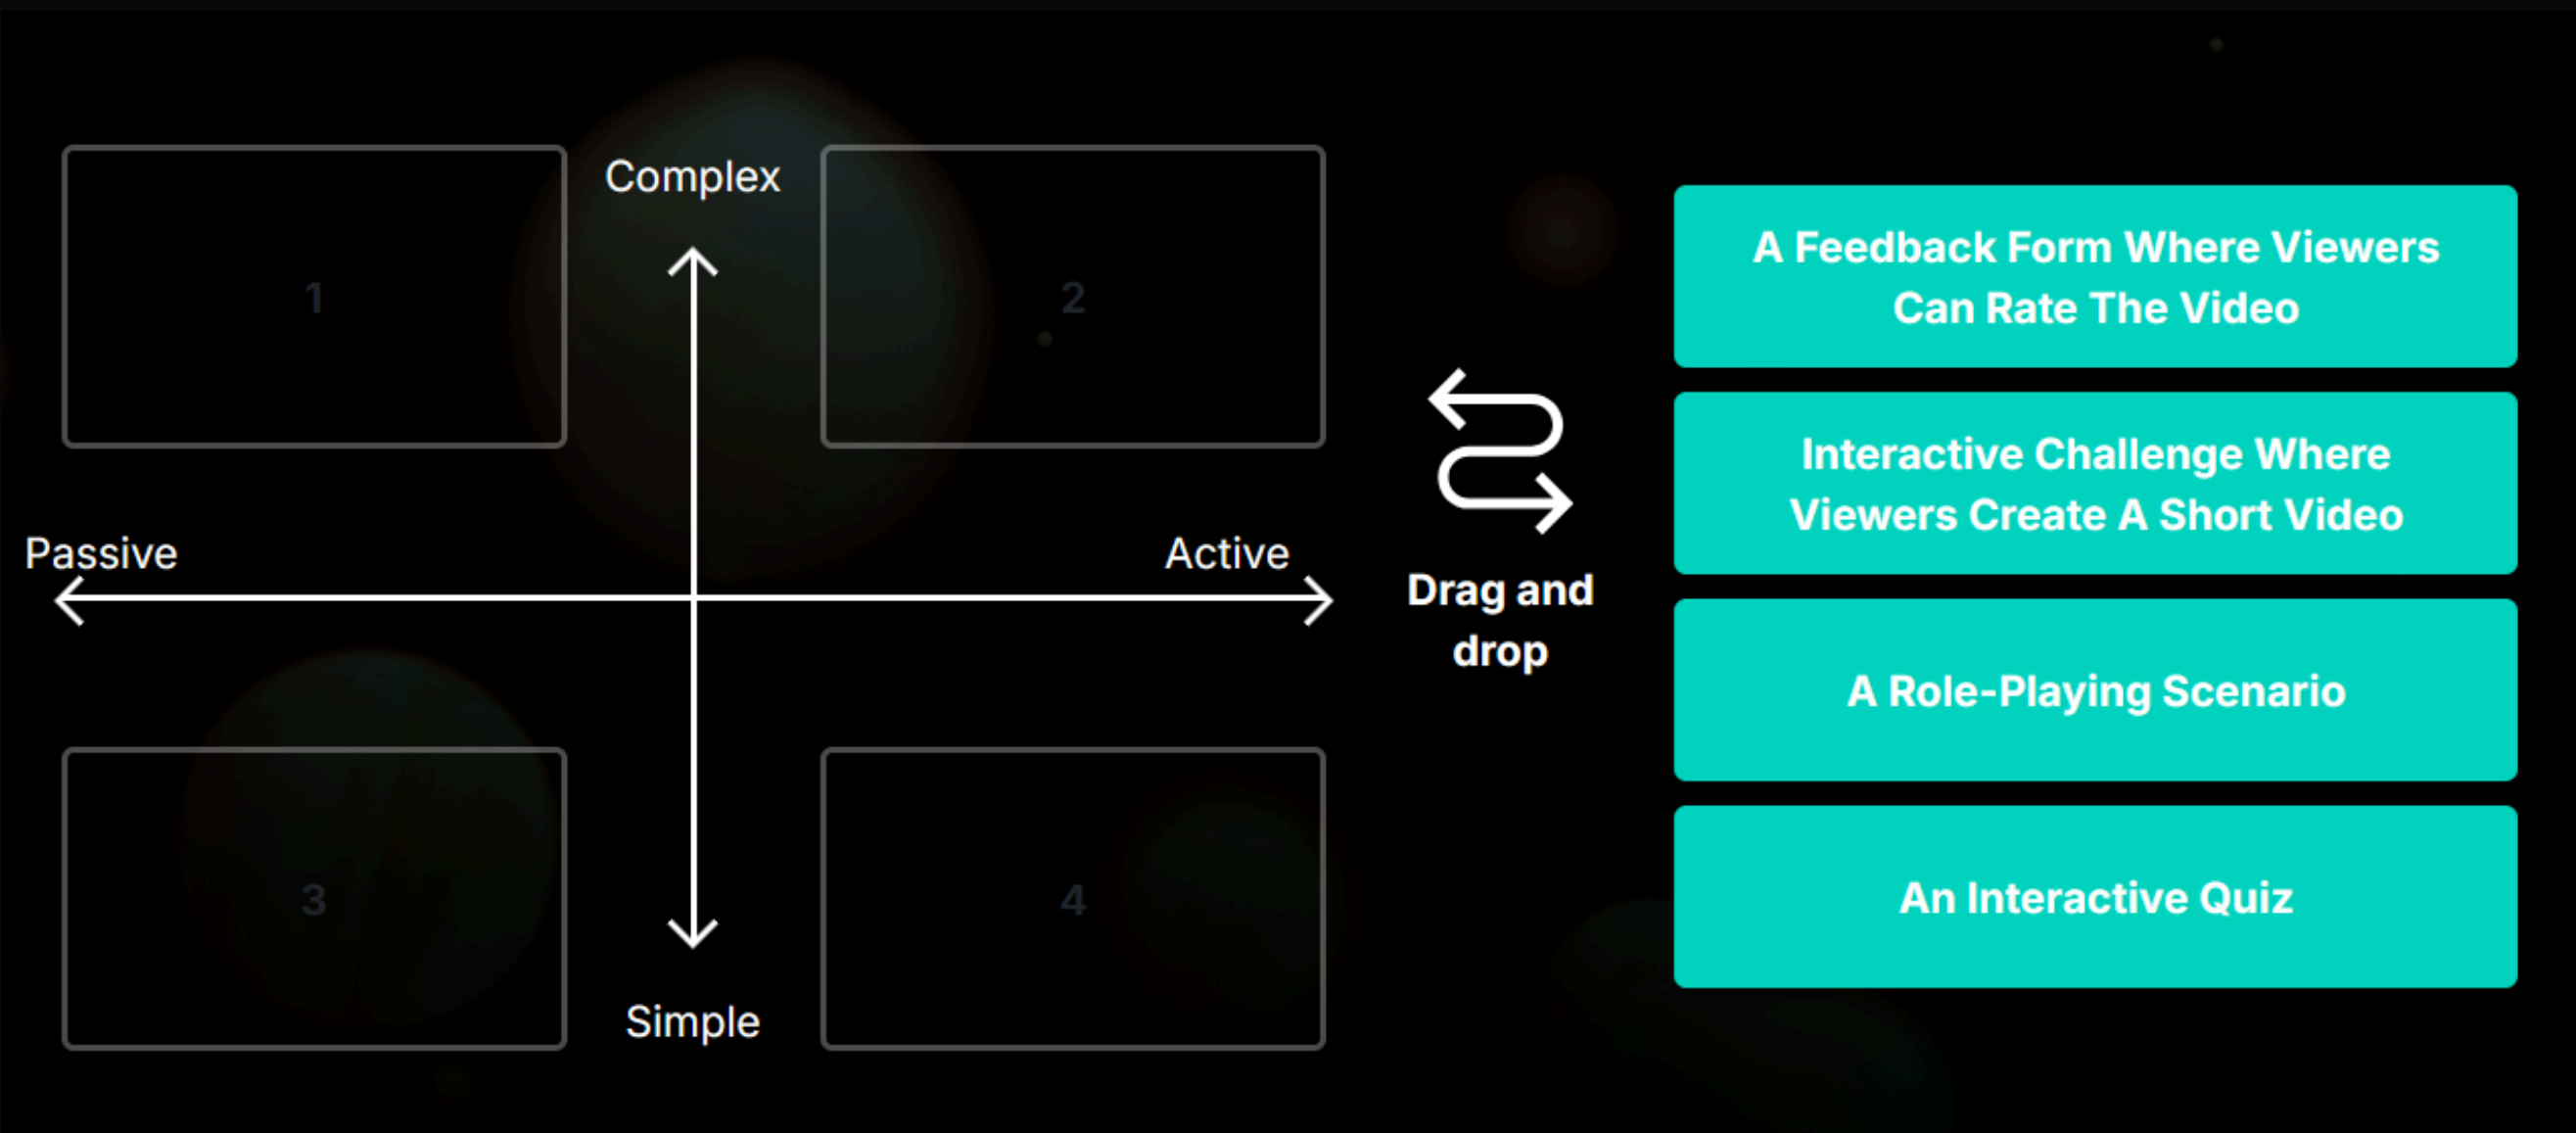 Complex
1
2
Passive
Active
3
4
Simple
Drag and
drop
A Feedback Form Where Viewers
Can Rate The Video
Interactive Challenge Where
Viewers Create A Short Video
A Role-Playing Scenario
An Interactive Quiz